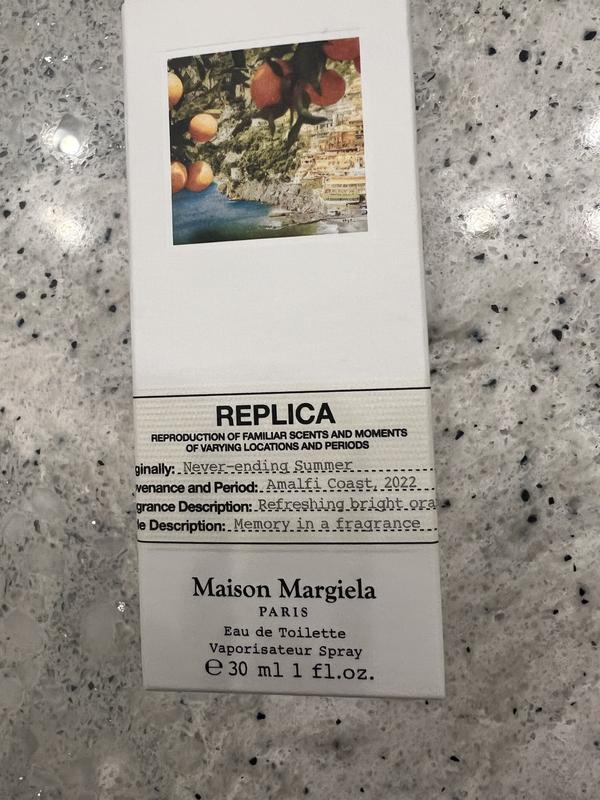 REPLICA
REPRODUCTION OF FAMILIAR SCENTS AND MOMENTS
OF VARYING LOCATIONS AND PERIODS
ginally: Never-ending Summer
venance and Period: Amalfi Coast, 2022
grance Description: Refreshing bright ora
le Description: Memory in a fragrance
Maison Margiela
PARIS
Eau de Toilette
Vaporisateur Spray
℮ 30 ml 1 fl.oz.